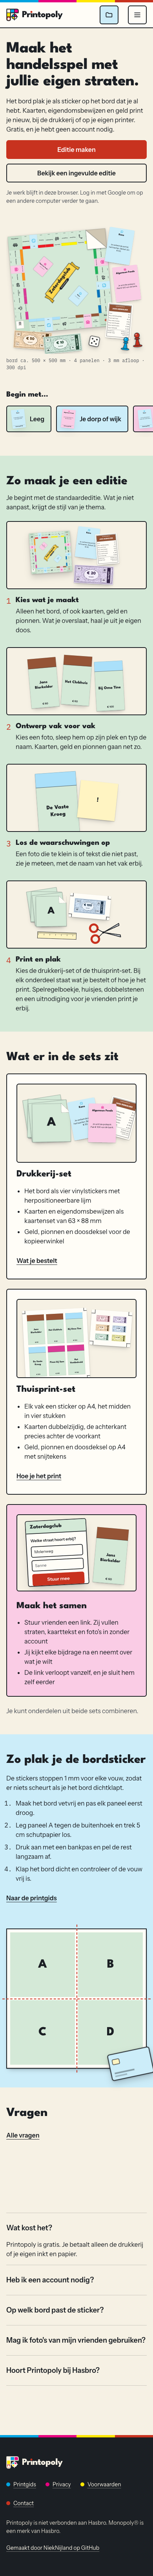 Printopoly
Maak het
handelsspel met
jullie eigen straten.
Het bord plak je als sticker op het bord dat je al
hebt. Kaarten, eigendomsbewijzen en geld print
je nieuw, bij de drukkerij of op je eigen printer.
Gratis, en je hebt geen account nodig.
Editie maken
Bekijk een ingevulde editie
Je werk blijft in deze browser. Log in met Google om op
een andere computer verder te gaan.
Zaterdagclub
bord ca. 500 × 500 mm · 4 panelen · 3 mm afloop ·
300 dpi
Begin met…
Leeg
Je dorp of wijk
Zo maak je een editie
Je begint met de standaardeditie. Wat je niet
aanpast, krijgt de stijl van je thema.
1 Kies wat je maakt
Alleen het bord, of ook kaarten, geld en
pionnen. Wat je overslaat, haal je uit je eigen
doos.
2 Ontwerp vak voor vak
Kies een foto, sleep hem op zijn plek en typ de
naam. Kaarten, geld en pionnen gaan net zo.
De Vaste
Kroeg
!
3 Los de waarschuwingen op
Een foto die te klein is of tekst die niet past,
zie je meteen, met de naam van het vak erbij.
A
4 Print en plak
Kies de drukkerij-set of de thuisprint-set. Bij
elk onderdeel staat wat je bestelt of hoe je het
print. Spelregelboekje, huisjes, dobbelstenen
en een uitnodiging voor je vrienden print je
erbij.
Wat er in de sets zit
A
Drukkerij-set
Het bord als vier vinylstickers met
herpositioneerbare lijm
Kaarten en eigendomsbewijzen als
kaartenset van 63 × 88 mm
Geld, pionnen en doosdeksel voor de
kopieerwinkel
Wat je bestelt
Thuisprint-set
Elk vak een sticker op A4, het midden
in vier stukken
Kaarten dubbelzijdig, de achterkant
precies achter de voorkant
Geld, pionnen en doosdeksel op A4
met snijtekens
Hoe je het print
Zaterdagclub
Welke straat hoort erbij?
Molenweg
Sanne
Stuur mee
Jans
Bierkelder
Maak het samen
Stuur vrienden een link. Zij vullen
straten, kaarttekst en foto's in zonder
account
Jij kijkt elke bijdrage na en neemt over
wat je wilt
De link verloopt vanzelf, en je sluit hem
zelf eerder
Je kunt onderdelen uit beide sets combineren.
Zo plak je de bordsticker
De stickers stoppen 1 mm voor elke vouw, zodat
er niets scheurt als je het bord dichtklapt.
1. Maak het bord vetvrij en pas elk paneel eerst
droog.
2. Leg paneel A tegen de buitenhoek en trek 5
cm schutpapier los.
3. Druk aan met een bankpas en pel de rest
langzaam af.
4. Klap het bord dicht en controleer of de vouw
vrij is.
Naar de printgids
A
B
C
D
Vragen
Alle vragen
Wat kost het?
Printopoly is gratis. Je betaalt alleen de drukkerij
of je eigen inkt en papier.
Heb ik een account nodig?
Op welk bord past de sticker?
Mag ik foto's van mijn vrienden gebruiken?
Hoort Printopoly bij Hasbro?
Printopoly
Printgids
Privacy
Voorwaarden
Contact
Printopoly is niet verbonden aan Hasbro. Monopoly® is
een merk van Hasbro.
Gemaakt door NiekNijland op GitHub